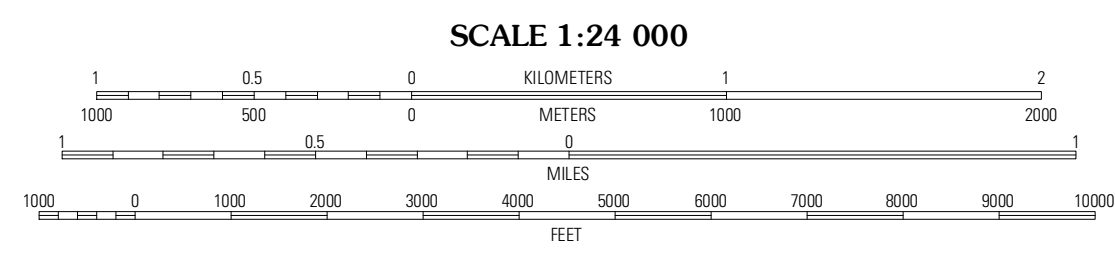 SCALE 1:24 000
1 0.5 0 KILOMETERS 1 2
1000 500 0 METERS 1000 2000
1 0.5 0 1
MILES
1000 0 1000 2000 3000 4000 5000 6000 7000 8000 9000 10000
FEET